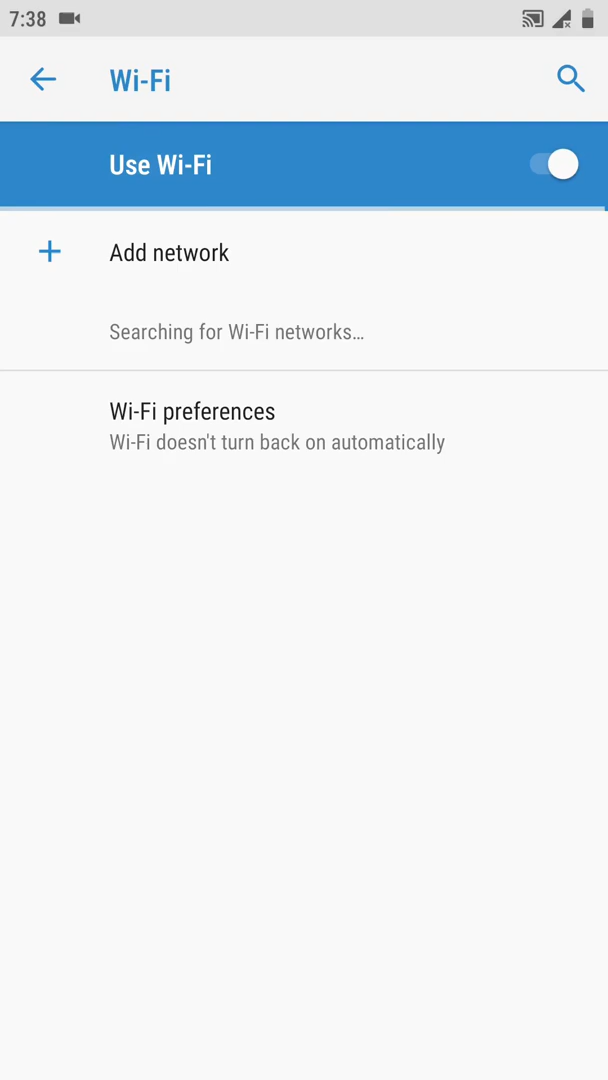 7:38
Wi-Fi
Use Wi-Fi
Add network
Searching for Wi-Fi networks…
Wi-Fi preferences
Wi-Fi doesn't turn back on automatically